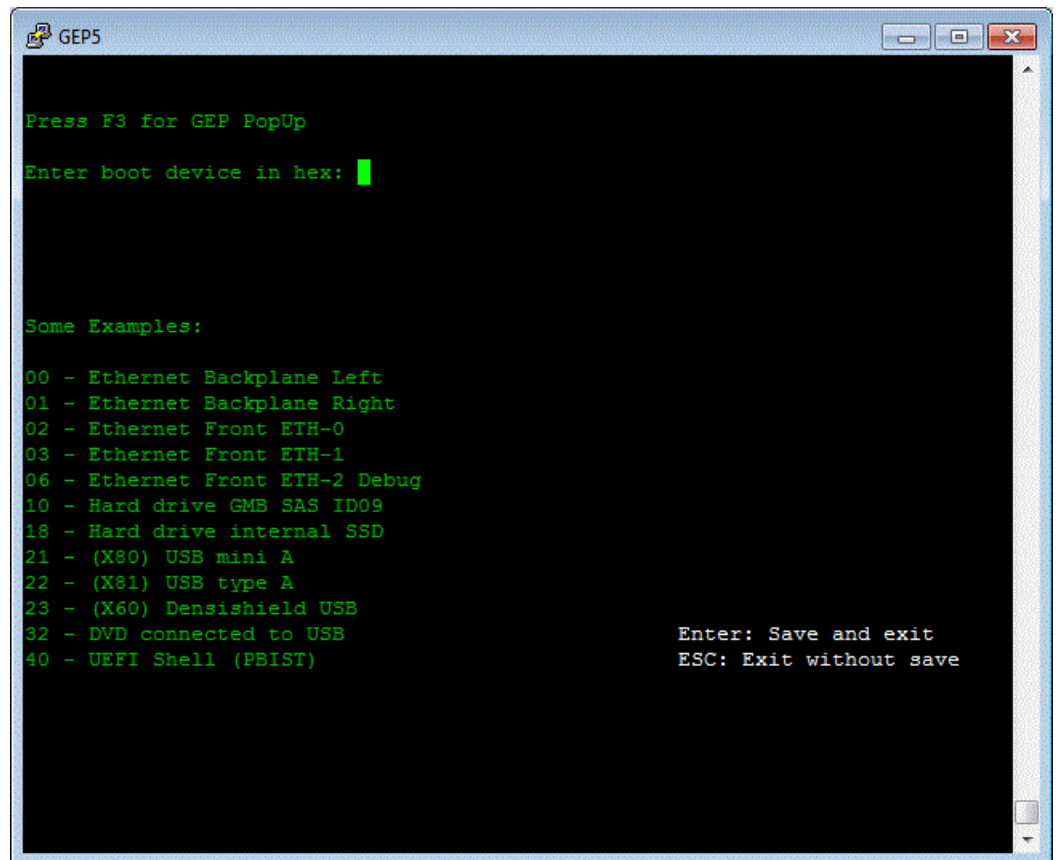 GEP5
Press F3 for GEP PopUp
Enter boot device in hex:
Some Examples:
00 - Ethernet Backplane Left
01 - Ethernet Backplane Right
02 - Ethernet Front ETH-0
03 - Ethernet Front ETH-1
06 - Ethernet Front ETH-2 Debug
10 - Hard drive GMB SAS ID09
18 - Hard drive internal SSD
21 - (X80) USB mini A
22 - (X81) USB type A
23 - (X60) Densishield USB
32 - DVD connected to USB Enter: Save and exit
40 - UEFI Shell (PBIST) ESC: Exit without save